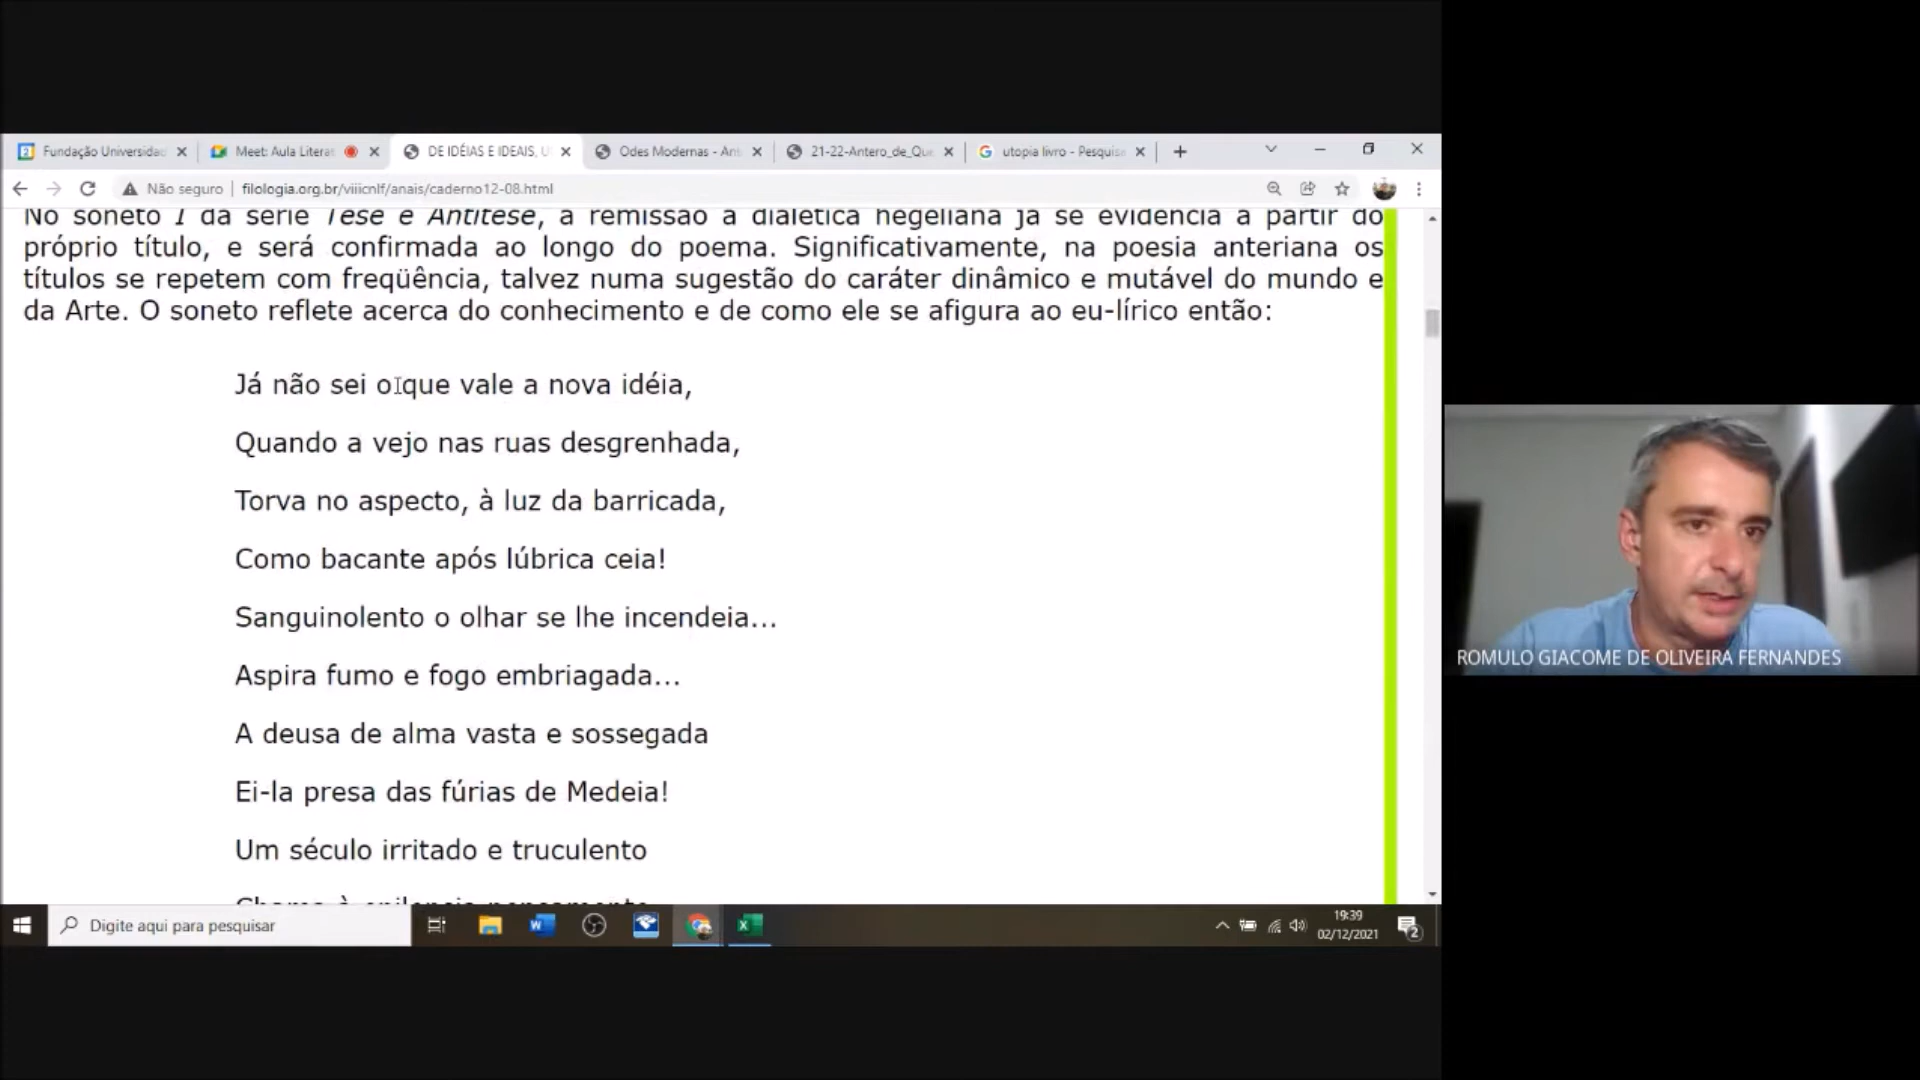 Fundação Universidad
Meet: Aula Literat
DE IDÉIAS E IDEAIS, U
Odes Modernas - Ant
21-22-Antero_de_Que
utopia livro - Pesquisa
Não seguro
filologia.org.br/viiicnlf/anais/caderno12-08.html
No soneto I da série Tese e Antítese, a remissão à dialética hegeliana já se evidencia a partir do
próprio título, e será confirmada ao longo do poema. Significativamente, na poesia anteriana os
títulos se repetem com freqüência, talvez numa sugestão do caráter dinâmico e mutável do mundo e
da Arte. O soneto reflete acerca do conhecimento e de como ele se afigura ao eu-lírico então:
Já não sei o que vale a nova idéia,
Quando a vejo nas ruas desgrenhada,
Torva no aspecto, à luz da barricada,
Como bacante após lúbrica ceia!
Sanguinolento o olhar se lhe incendeia...
Aspira fumo e fogo embriagada...
A deusa de alma vasta e sossegada
Ei-la presa das fúrias de Medeia!
Um século irritado e truculento
Chama à epilepsia pensamento
ROMULO GIACOME DE OLIVEIRA FERNANDES
Digite aqui para pesquisar
19:39
02/12/2021
2